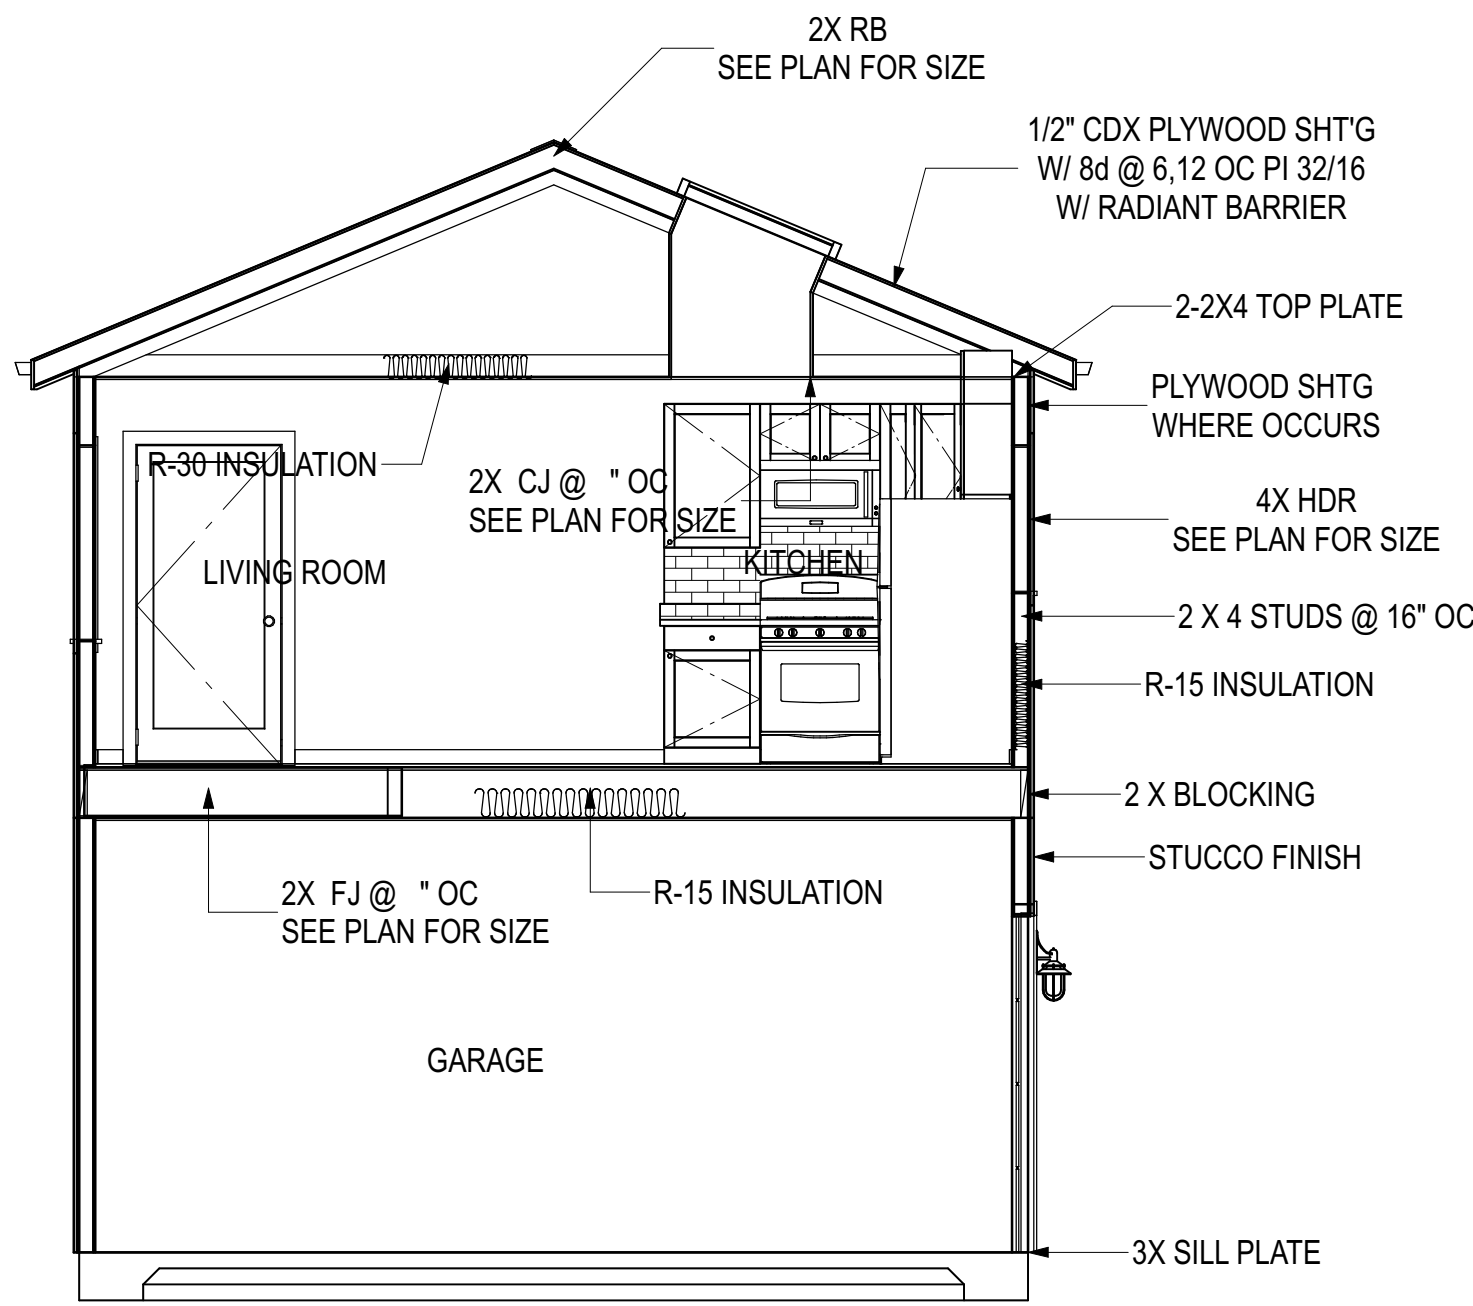 2X RB
SEE PLAN FOR SIZE
1/2" CDX PLYWOOD SHT'G
W/ 8d @ 6,12 OC PI 32/16
W/ RADIANT BARRIER
2-2X4 TOP PLATE
PLYWOOD SHTG
WHERE OCCURS
R-30 INSULATION
2X CJ @ " OC
SEE PLAN FOR SIZE
4X HDR
SEE PLAN FOR SIZE
LIVING ROOM
KITCHEN
2 X 4 STUDS @ 16" OC
R-15 INSULATION
2 X BLOCKING
STUCCO FINISH
2X FJ @ " OC
SEE PLAN FOR SIZE
R-15 INSULATION
GARAGE
3X SILL PLATE